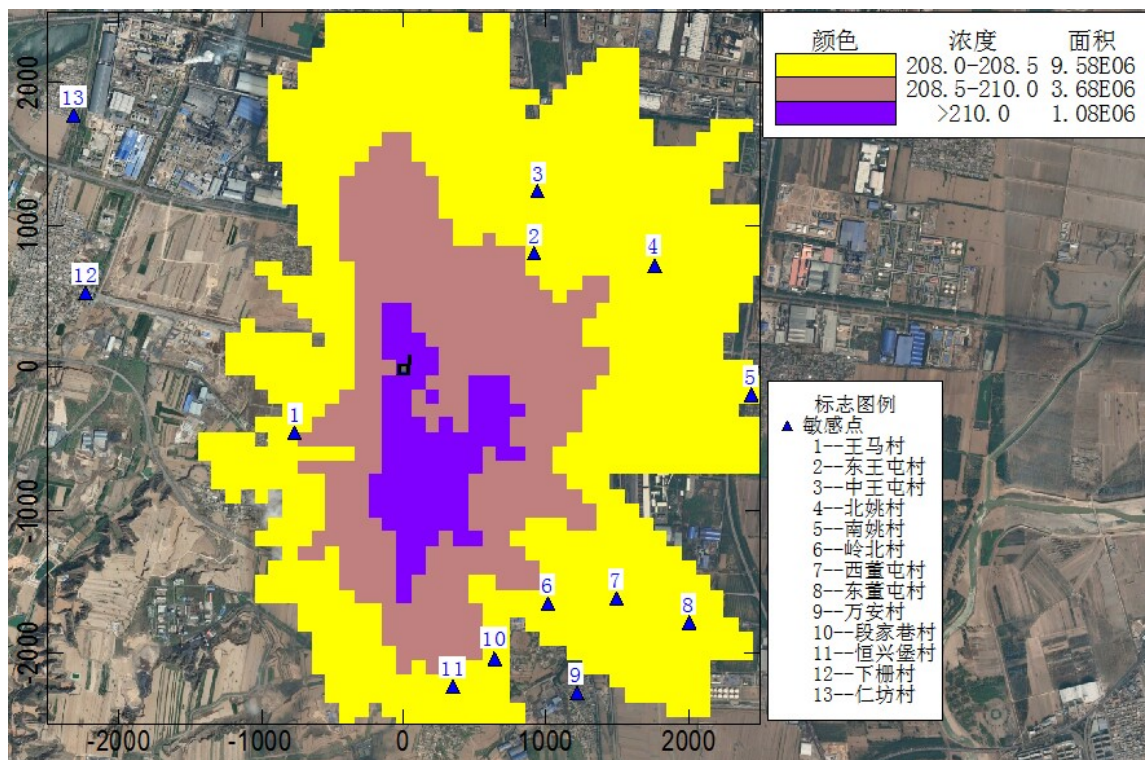 颜色 浓度 面积
208.0-208.5 9.58E06
208.5-210.0 3.68E06
>210.0 1.08E06
2000
1000
0
-1000
-2000
13
3
2
4
12
5
1
6
7
8
10
11
9
-2000 -1000 0 1000 2000
标志图例
敏感点
1--王马村
2--东王屯村
3--中王屯村
4--北姚村
5--南姚村
6--岭北村
7--西董屯村
8--东董屯村
9--万安村
10--段家巷村
11--恒兴堡村
12--下栅村
13--仁坊村